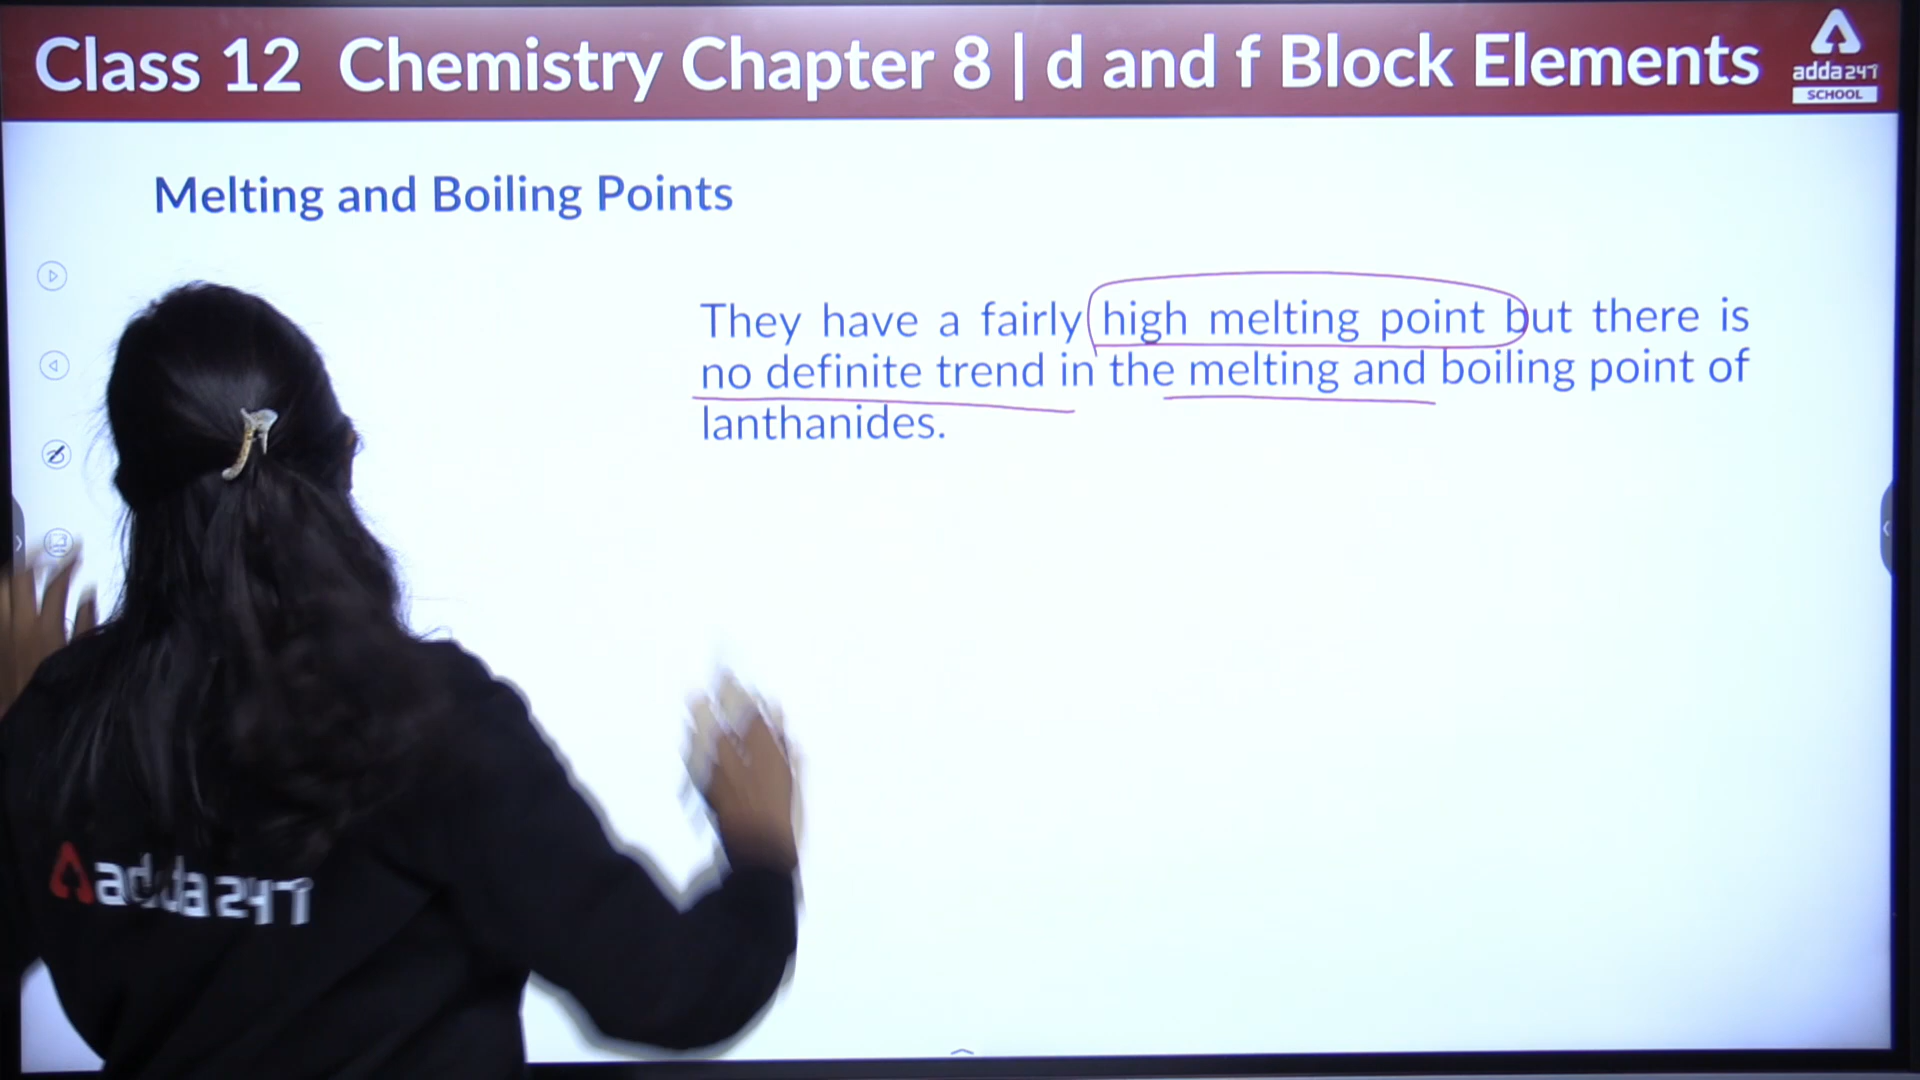 Class 12 Chemistry Chapter 8 | d and f Block Elements
adda247
SCHOOL
Melting and Boiling Points
They have a fairly high melting point but there is
no definite trend in the melting and boiling point of
lanthanides.
adda247